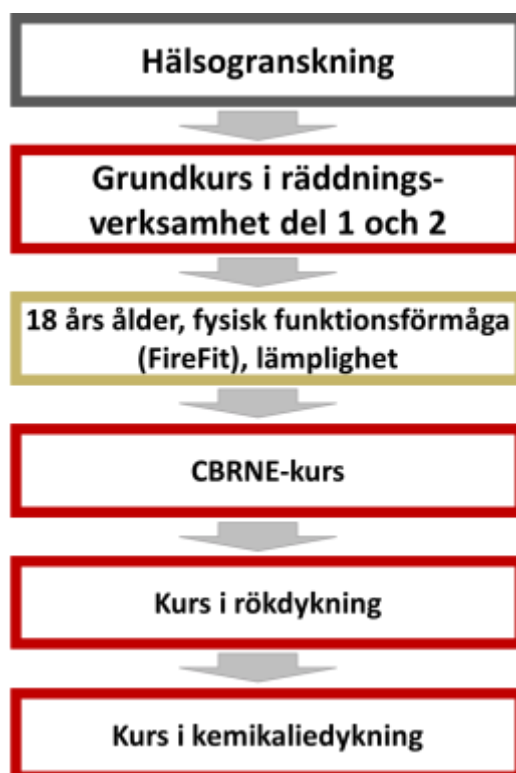 Hälsogranskning
Grundkurs i räddnings-
verksamhet del 1 och 2
18 års ålder, fysisk funktionsförmåga
(FireFit), lämplighet
CBRNE-kurs
Kurs i rökdykning
Kurs i kemikaliedykning